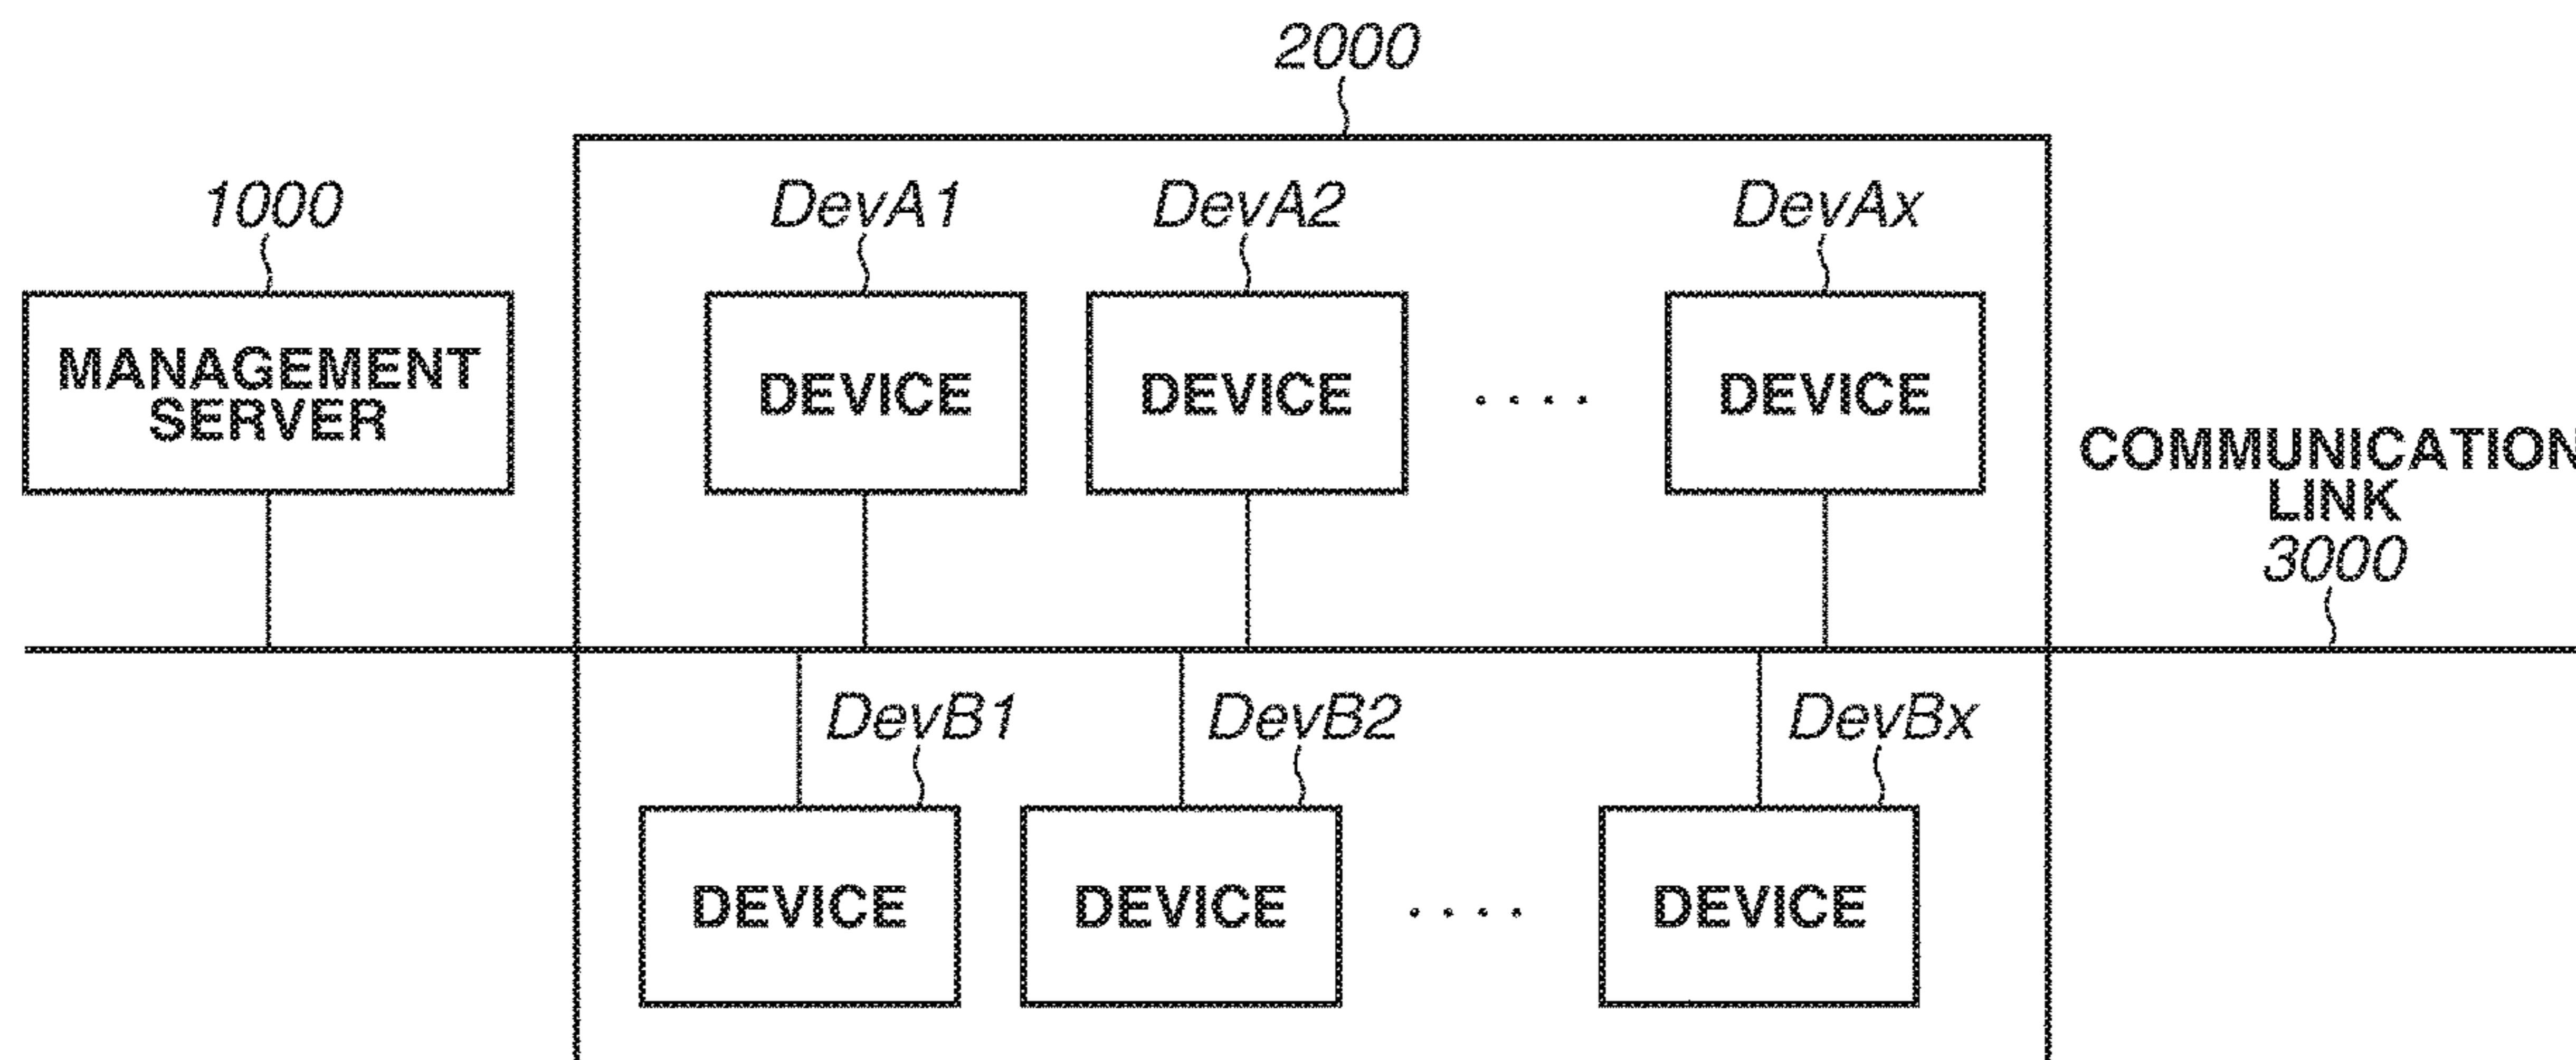 2000
1000
DevA1
DevA2
DevAx
MANAGEMENT
SERVER
DEVICE
DEVICE
. . . .
DEVICE
COMMUNICATION
LINK
3000
DevB1
DevB2
DevBx
DEVICE
DEVICE
. . . .
DEVICE